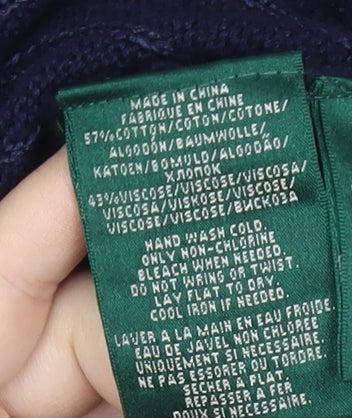 MADE IN CHINA
FABRIQUE EN CHINE
57%COTTON/COTON/COTONE/
ALGODÓN/BAUMWOLLE/
KATOEN/BOMULD/ALGODÃO/
ХЛОПОК
43%VISCOSE/VISCOSE/VISCOSA/
VISCOSA/VISKOSE/VISCOSE/
VISCOSE/VISCOSE/ВИСКОЗА
HAND WASH COLD.
ONLY NON-CHLORINE
BLEACH WHEN NEEDED.
DO NOT WRING OR TWIST.
LAY FLAT TO DRY.
COOL IRON IF NEEDED.
LAVER A LA MAIN EN EAU FROIDE.
EAU DE JAVEL NON CHLOREE
UNIQUEMENT SI NECESSAIRE.
NE PAS ESSORER OU TORDRE.
SECHER A FLAT
REPASSER A FER
DOUX SI NECESSAIRE.